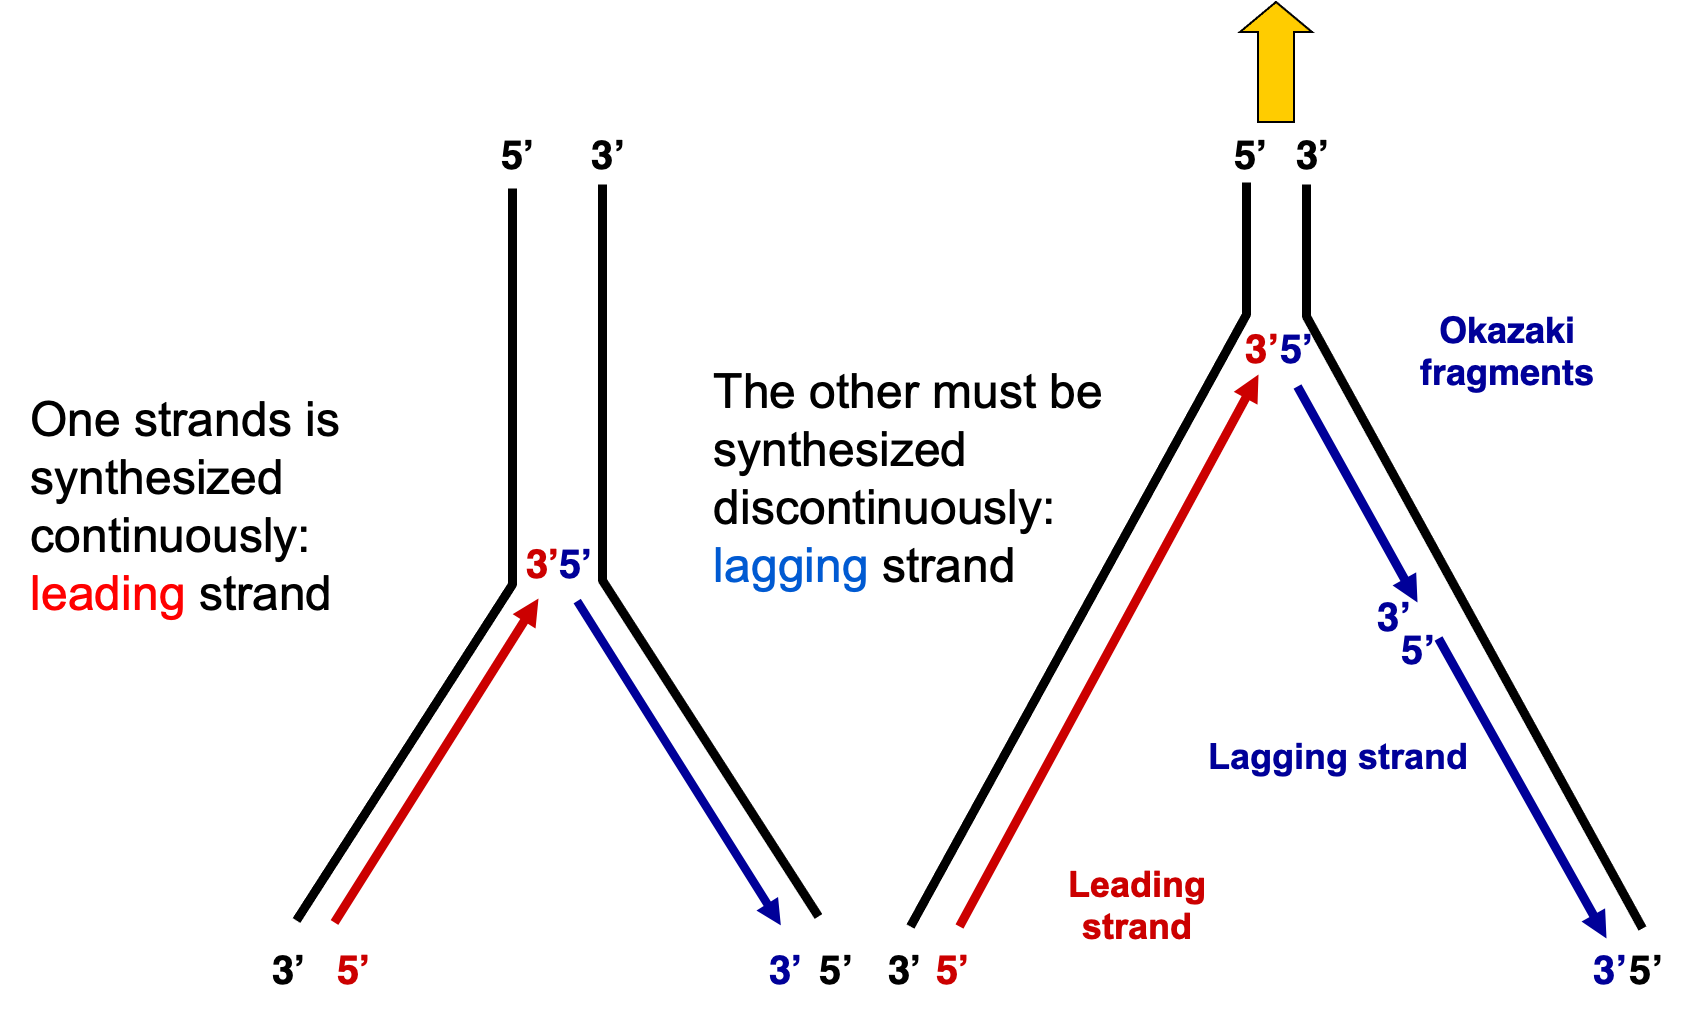 5’ 3’
5’ 3’
One strands is
synthesized
continuously:
leading strand
3’5’
3’ 5’
3’ 5’
The other must be
synthesized
discontinuously:
lagging strand
3’5’
Okazaki
fragments
3’
5’
Lagging strand
Leading
strand
3’ 5’
3’5’